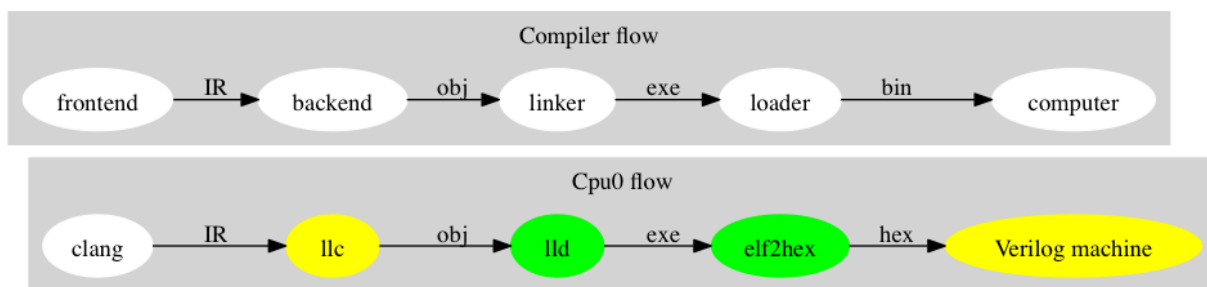 Compiler flow
frontend IR backend obj linker exe loader bin computer
Cpu0 flow
clang IR llc obj lld exe elf2hex hex Verilog machine